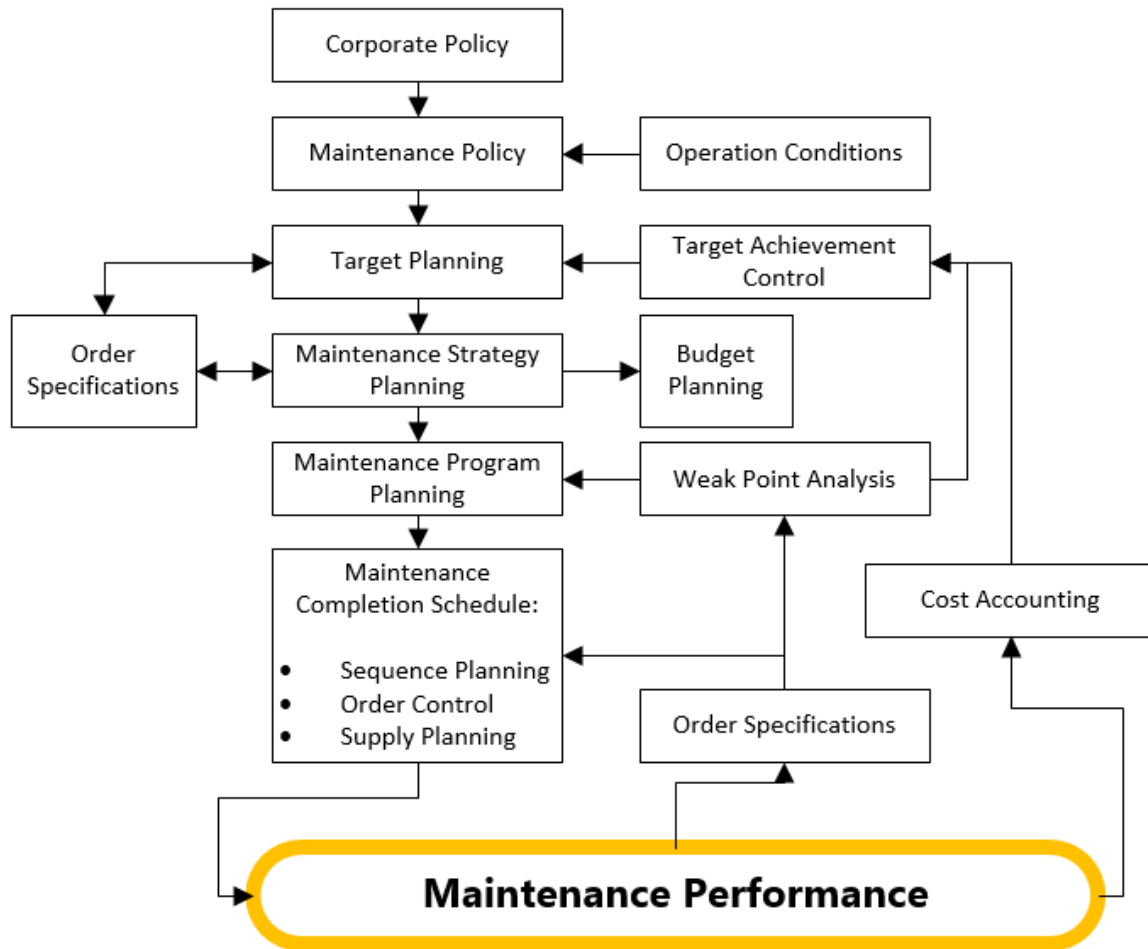 Corporate Policy
Maintenance Policy
Operation Conditions
Target Planning
Target Achievement
Control
Order
Specifications
Maintenance Strategy
Planning
Budget
Planning
Maintenance Program
Planning
Weak Point Analysis
Maintenance
Completion Schedule:
• Sequence Planning
• Order Control
• Supply Planning
Cost Accounting
Order Specifications
Maintenance Performance